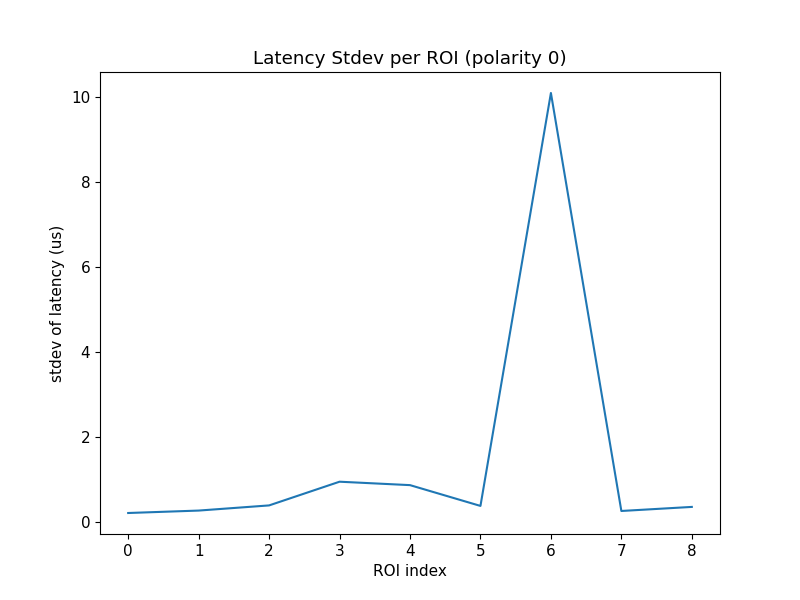 Latency Stdev per ROI (polarity 0)
10
8
6
4
2
0
stdev of latency (us)
0 1 2 3 4 5 6 7 8
ROI index